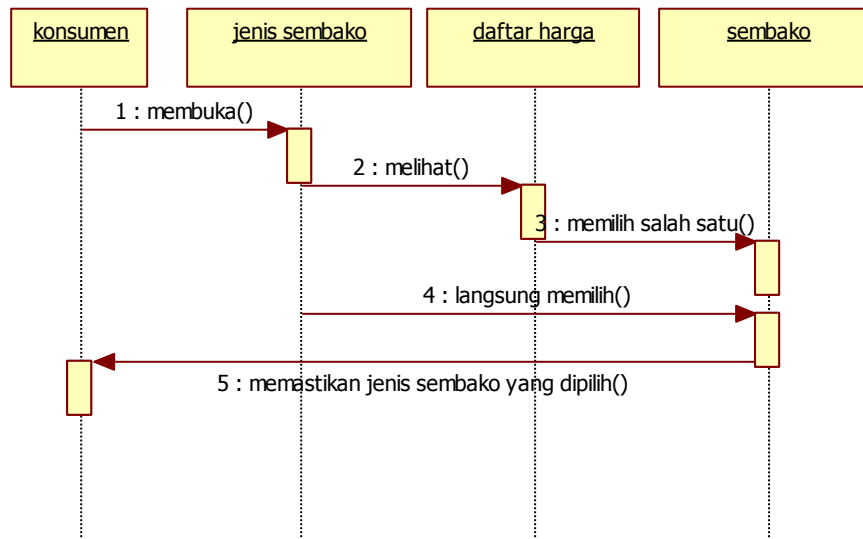 konsumen
jenis sembako
daftar harga
sembako
1 : membuka()
2 : melihat()
3 : memilih salah satu()
4 : langsung memilih()
5 : memastikan jenis sembako yang dipilih()